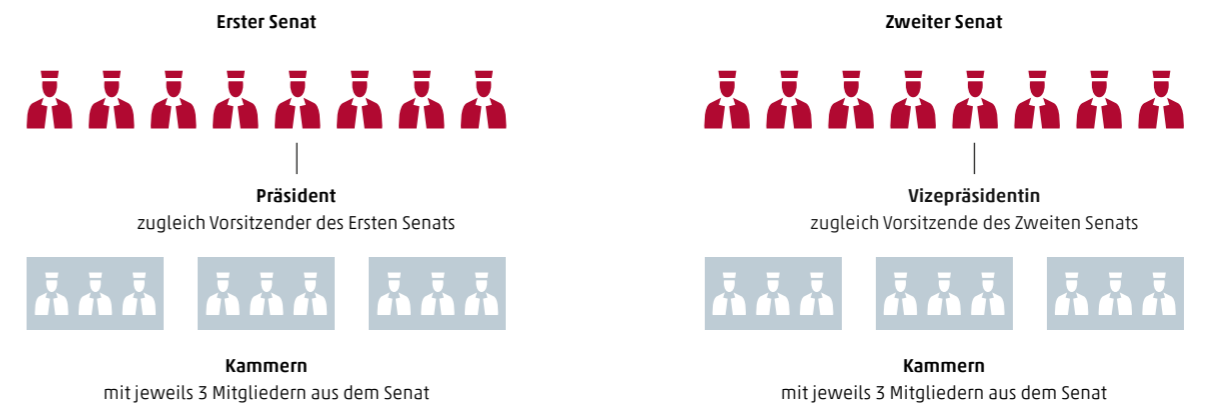 Erster Senat
Zweiter Senat
Präsident
zugleich Vorsitzender des Ersten Senats
Vizepräsidentin
zugleich Vorsitzende des Zweiten Senats
Kammern
mit jeweils 3 Mitgliedern aus dem Senat
Kammern
mit jeweils 3 Mitgliedern aus dem Senat